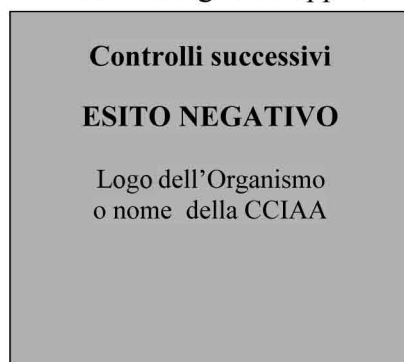 Controlli successivi
ESITO NEGATIVO
Logo dell’Organismo
o nome della CCIAA